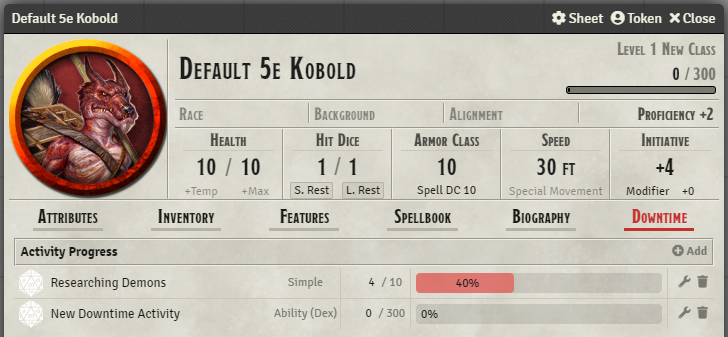 Default 5e Kobold Sheet Token Close
Default 5e Kobold
Level 1 New Class
0 / 300
Race Background Alignment Proficiency +2
Health Hit Dice Armor Class Speed Initiative
10 / 10 1 / 1 10 30 ft +4
+Temp +Max S. Rest L. Rest Spell DC 10 Special Movement Modifier +0
Attributes Inventory Features Spellbook Biography Downtime
Activity Progress Add
Researching Demons Simple 4 / 10 40%
New Downtime Activity Ability (Dex) 0 / 300 0%